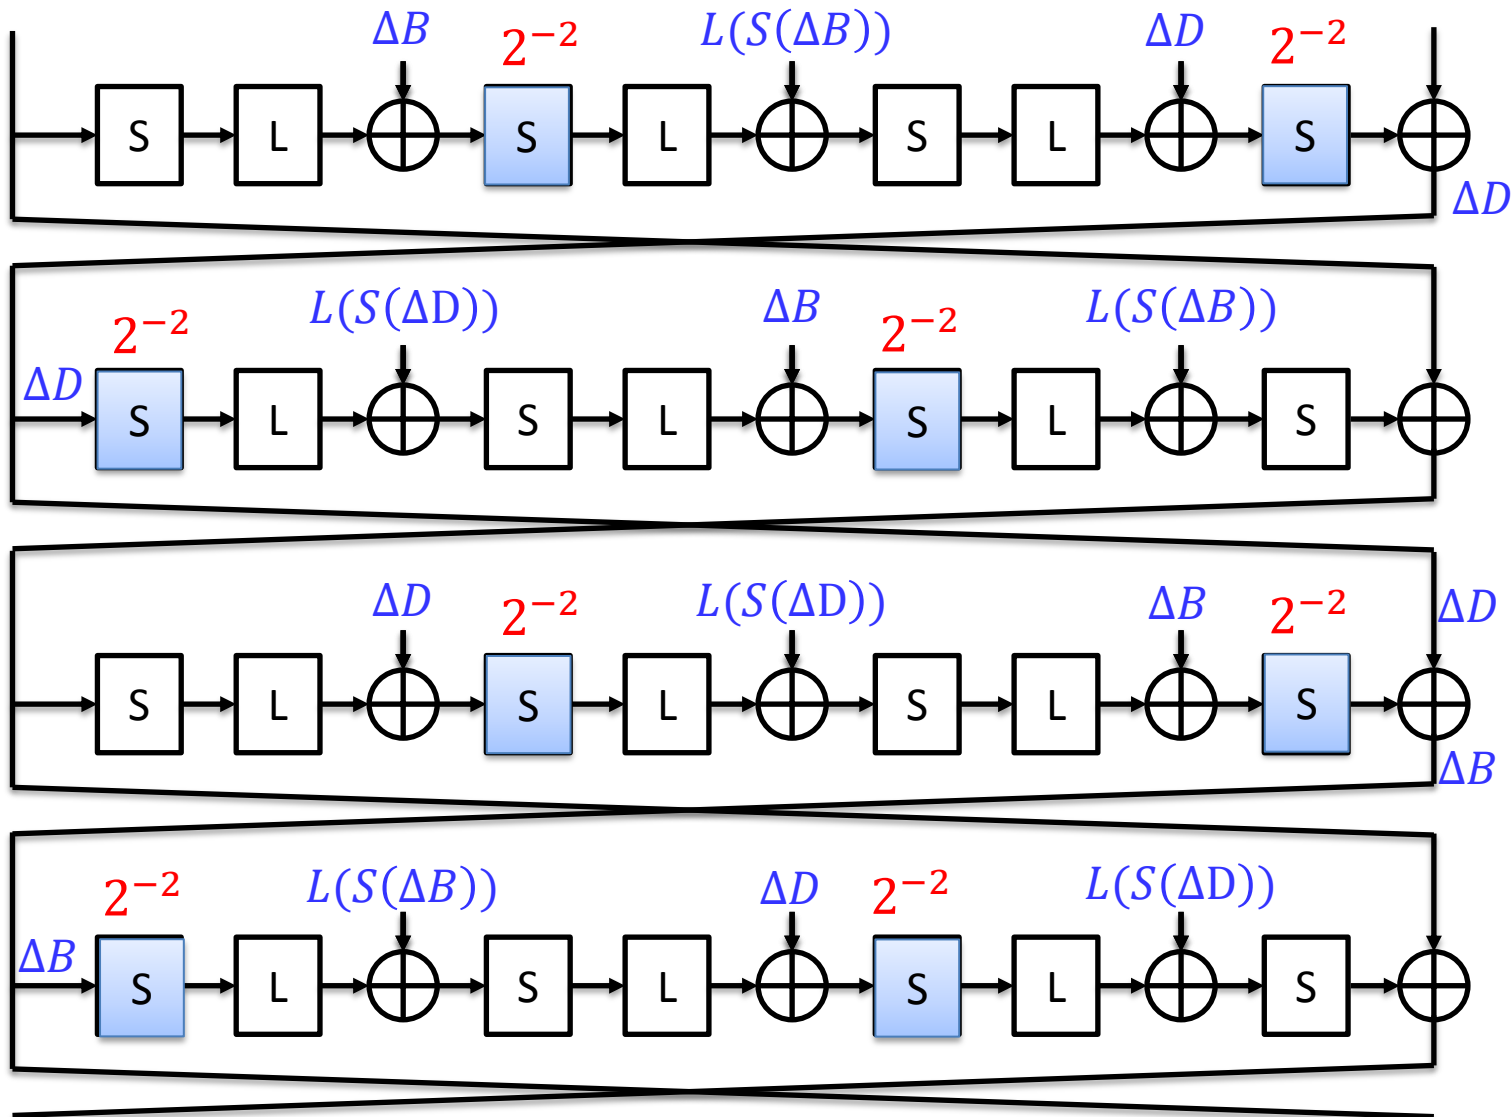 ΔB 2⁻² L(S(ΔB)) ΔD 2⁻²
S L S L S L S
ΔD
L(S(ΔD)) ΔB L(S(ΔB))
2⁻² 2⁻²
ΔD S L S L S L S
ΔD 2⁻² L(S(ΔD)) ΔB 2⁻² ΔD
S L S L S L S
ΔB
2⁻² L(S(ΔB)) ΔD 2⁻² L(S(ΔD))
ΔB S L S L S L S